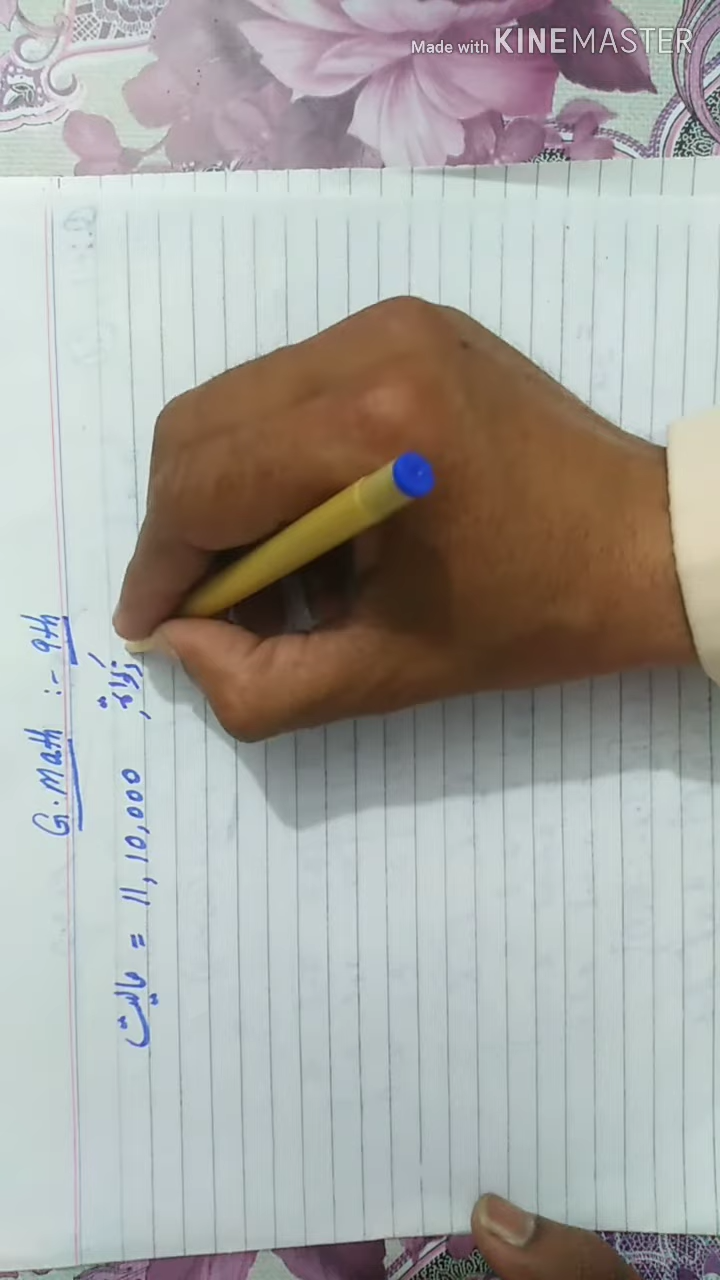 Made with KINEMASTER
G. Math :- 9th
مالیت = 11,10,000 , زکوٰۃ